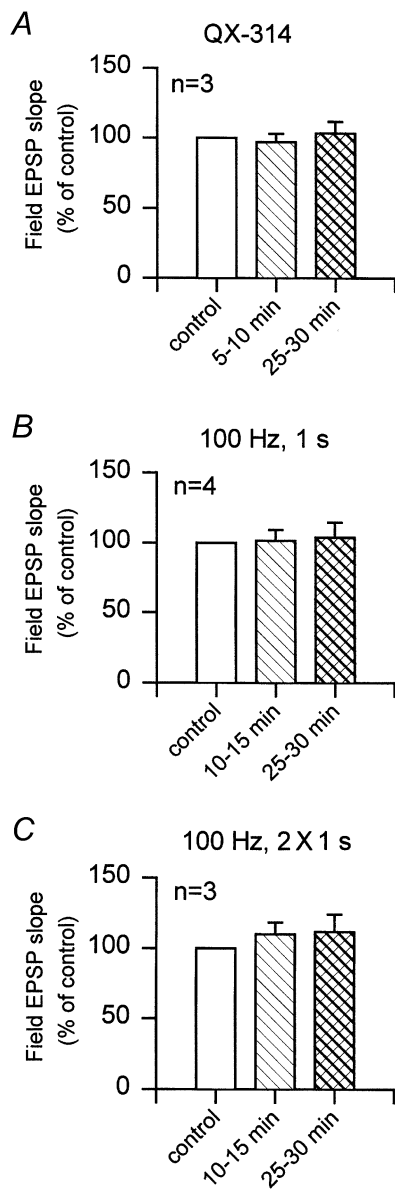 A
QX-314
150
n=3
100
50
0
Field EPSP slope
(% of control)
control
5-10 min
25-30 min
B
100 Hz, 1 s
150
n=4
100
50
0
Field EPSP slope
(% of control)
control
10-15 min
25-30 min
C
100 Hz, 2 X 1 s
150
n=3
100
50
0
Field EPSP slope
(% of control)
control
10-15 min
25-30 min